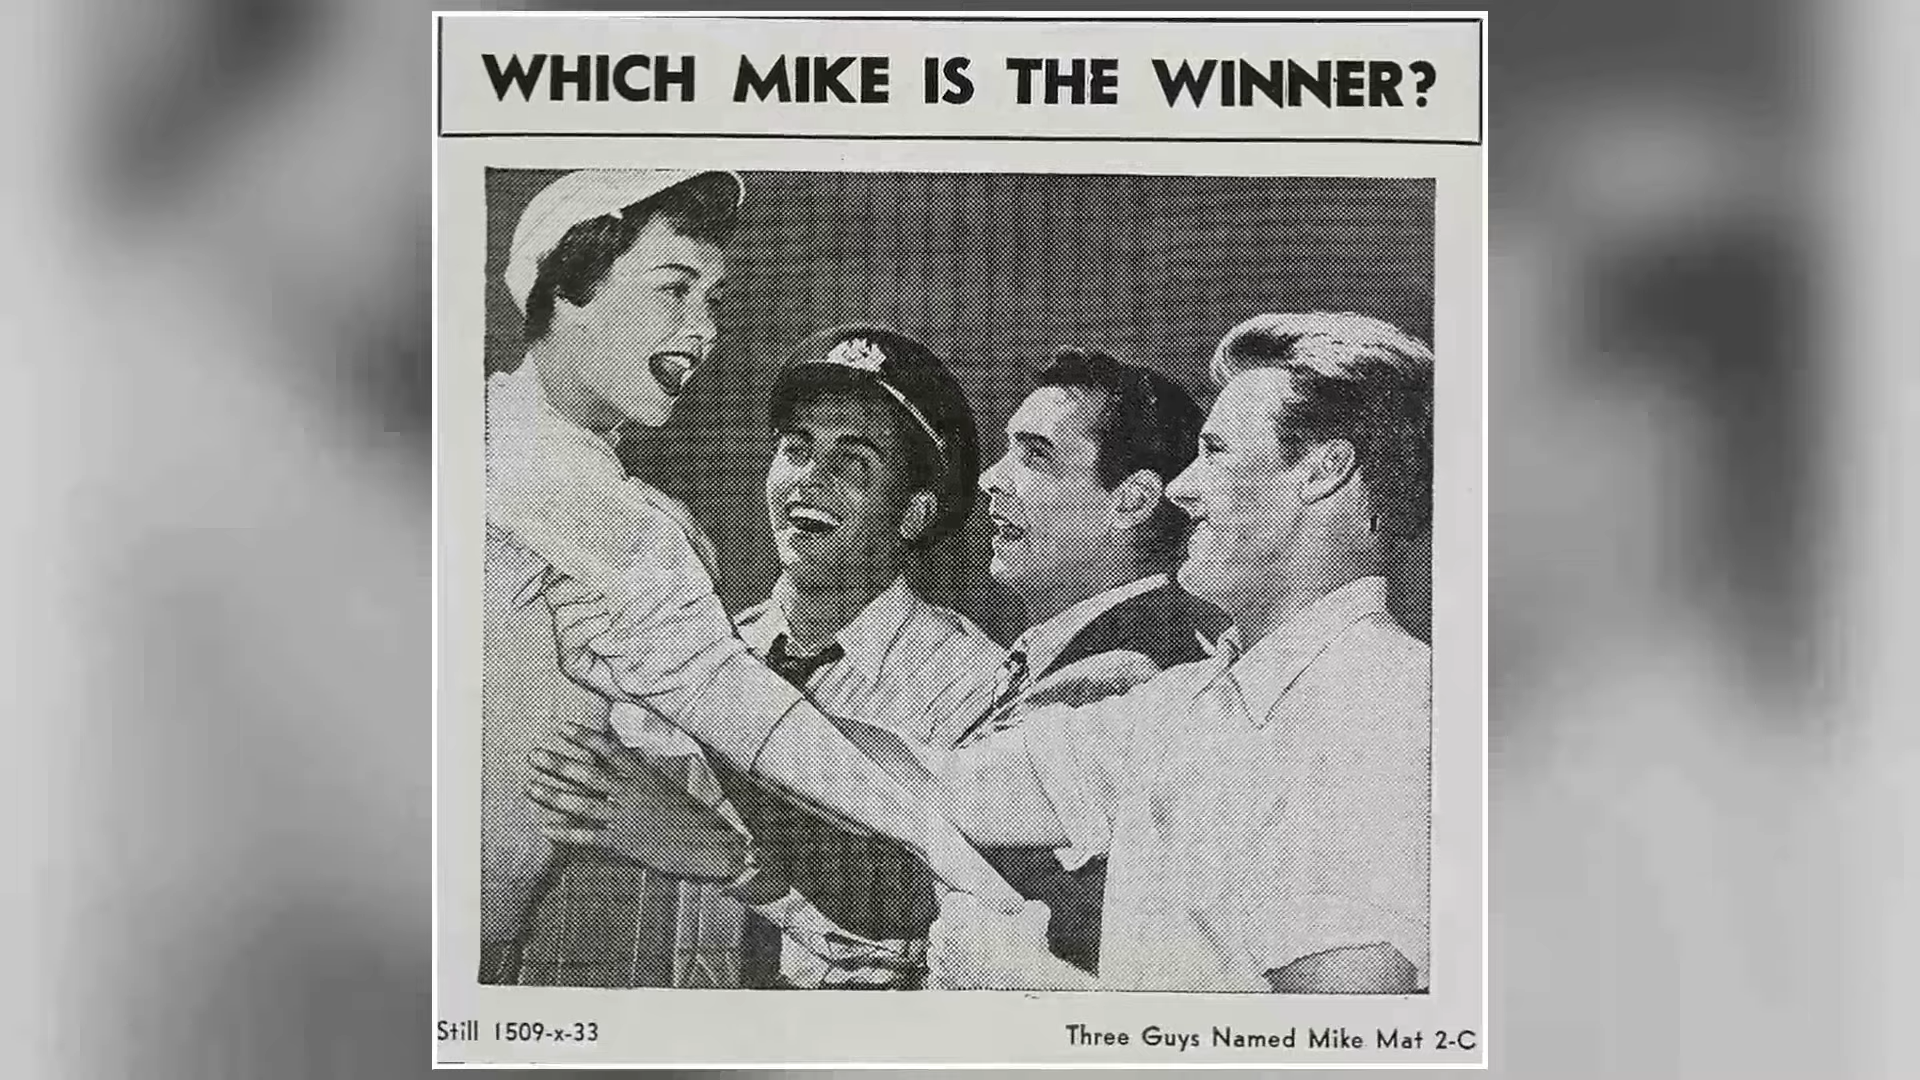 WHICH MIKE IS THE WINNER?
Still 1509-x-33
Three Guys Named Mike Mat 2-C